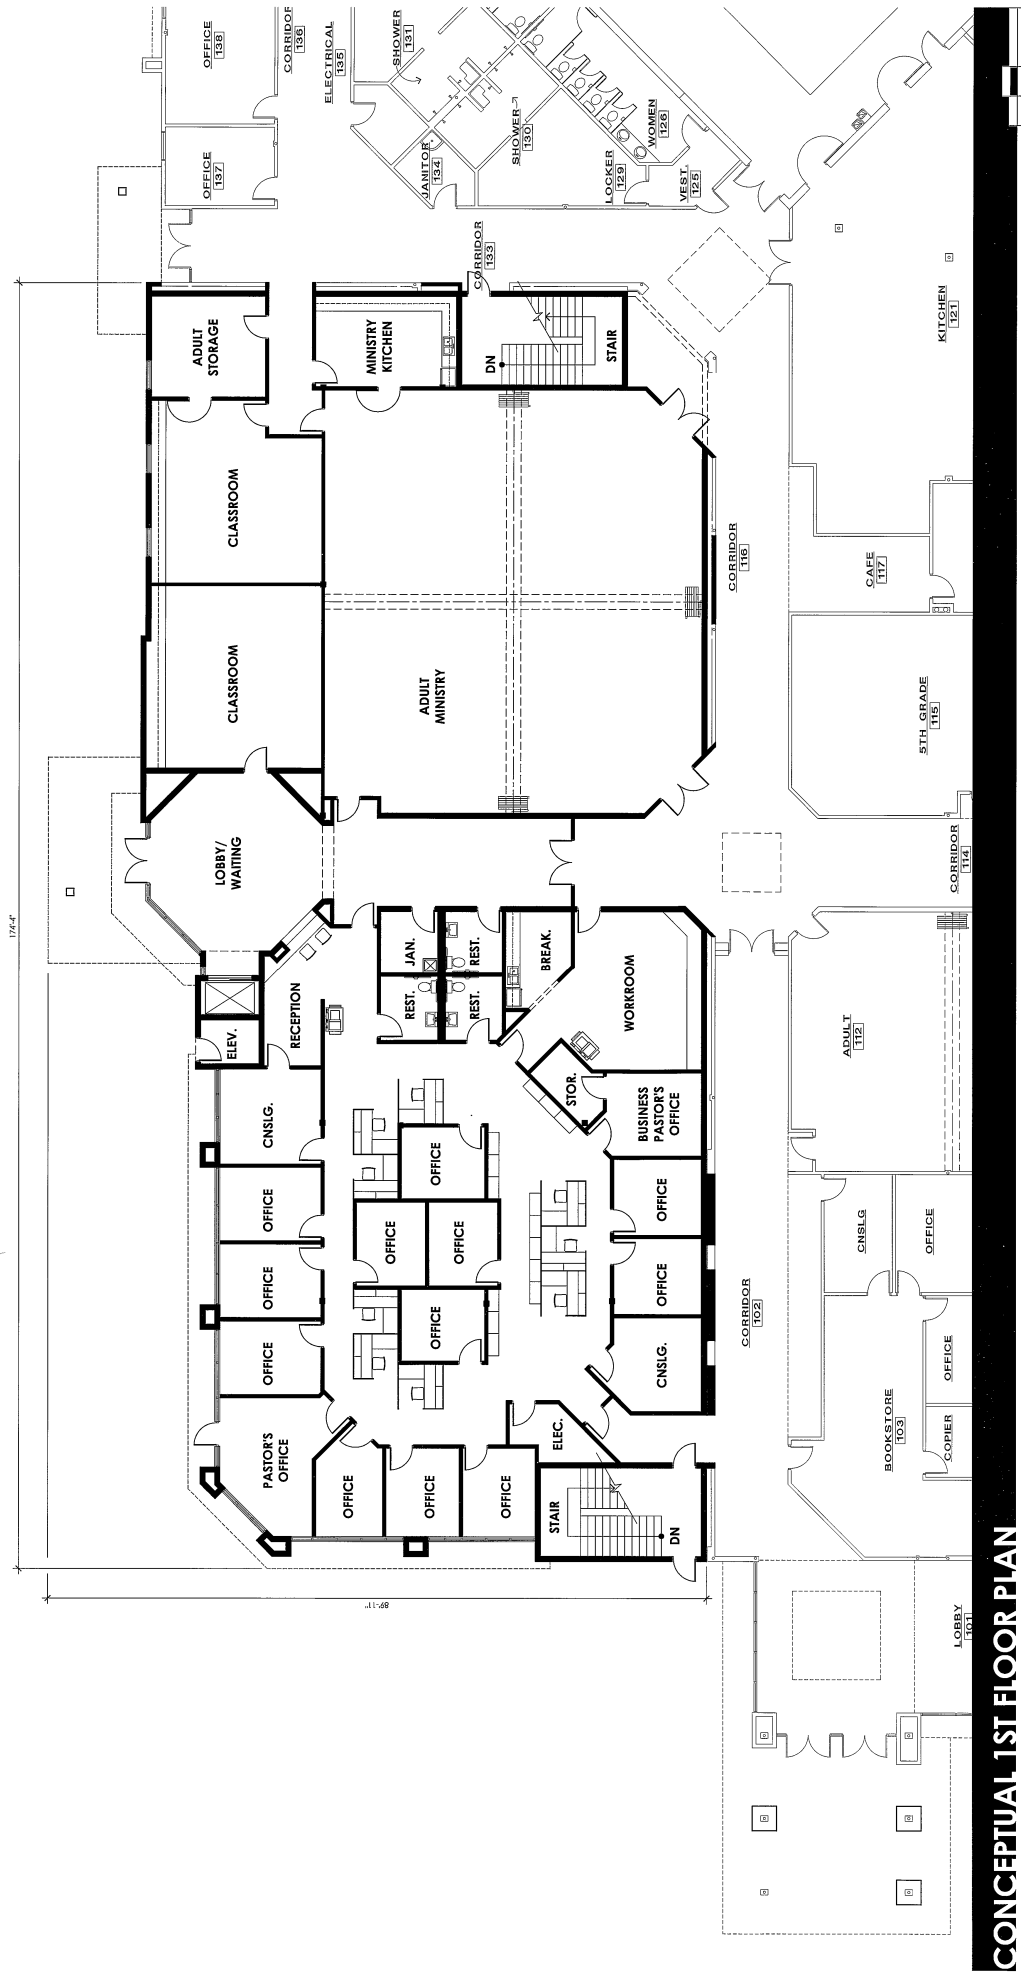 174'-4"
89'-11"
OFFICE
137
OFFICE
138
CORRIDOR
136
ELECTRICAL
135
SHOWER
131
JANITOR
134
SHOWER
130
LOCKER
129
WOMEN
126
VEST.
125
CORRIDOR
133
KITCHEN
121
ADULT
STORAGE
MINISTRY
KITCHEN
DN
STAIR
CLASSROOM
CLASSROOM
ADULT
MINISTRY
CORRIDOR
116
CAFE
117
5TH GRADE
115
CORRIDOR
114
LOBBY/
WAITING
ELEV.
RECEPTION
JAN.
REST.
REST.
REST.
BREAK.
WORKROOM
STOR.
BUSINESS
PASTOR'S
OFFICE
ADULT
112
CNSLG.
OFFICE
OFFICE
OFFICE
PASTOR'S
OFFICE
OFFICE
OFFICE
OFFICE
OFFICE
OFFICE
OFFICE
OFFICE
OFFICE
OFFICE
CNSLG.
ELEC.
STAIR
DN
CORRIDOR
102
CNSLG
OFFICE
BOOKSTORE
103
OFFICE
COPIER
LOBBY
101
CONCEPTUAL 1ST FLOOR PLAN